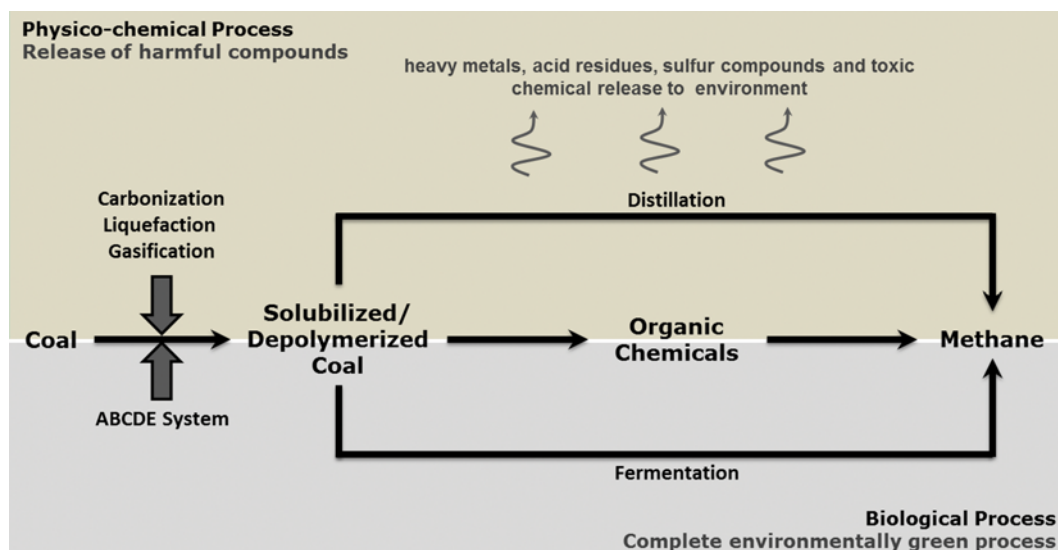 Physico-chemical Process
Release of harmful compounds
heavy metals, acid residues, sulfur compounds and toxic
chemical release to environment
Carbonization
Liquefaction
Gasification
Distillation
Coal
Solubilized/
Depolymerized
Coal
Organic
Chemicals
Methane
ABCDE System
Fermentation
Biological Process
Complete environmentally green process